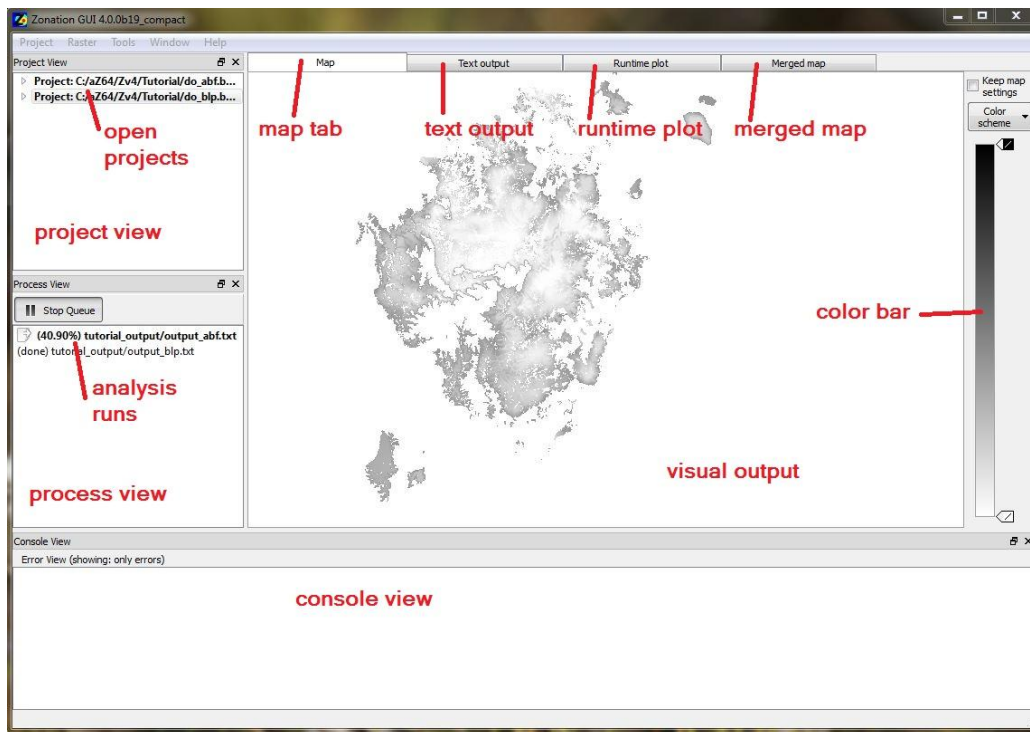 Zonation GUI 4.0.0b19_compact
Project Raster Tools Window Help
Project View
Project: C:/aZ64/Zv4/Tutorial/do_abf.b...
Project: C:/aZ64/Zv4/Tutorial/do_blp.b...
open
projects
project view
Map
Text output
Runtime plot
Merged map
map tab
text output
runtime plot
merged map
Keep map
settings
Color
scheme
color bar
visual output
Process View
Stop Queue
(40.90%) tutorial_output/output_abf.txt
(done) tutorial_output/output_blp.txt
analysis
runs
process view
Console View
Error View (showing: only errors)
console view